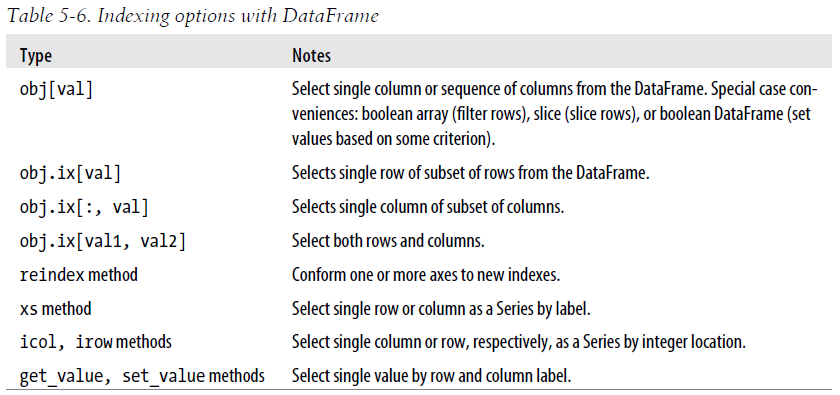 Table 5-6. Indexing options with DataFrame
Type Notes
obj[val] Select single column or sequence of columns from the DataFrame. Special case con-
veniences: boolean array (filter rows), slice (slice rows), or boolean DataFrame (set
values based on some criterion).
obj.ix[val] Selects single row of subset of rows from the DataFrame.
obj.ix[:, val] Selects single column of subset of columns.
obj.ix[val1, val2] Select both rows and columns.
reindex method Conform one or more axes to new indexes.
xs method Select single row or column as a Series by label.
icol, irow methods Select single column or row, respectively, as a Series by integer location.
get_value, set_value methods Select single value by row and column label.